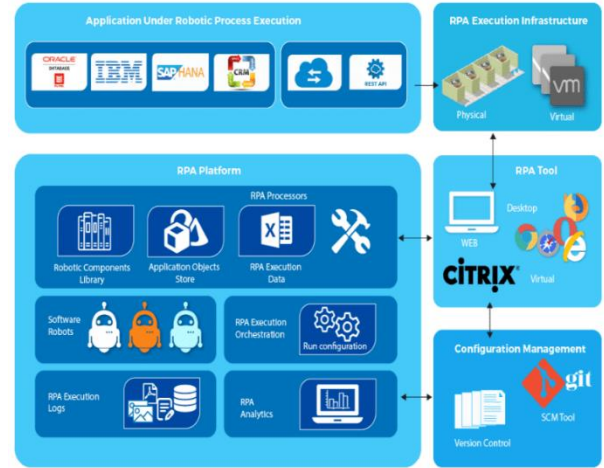 Application Under Robotic Process Execution
ORACLE
DATABASE
IBM
SAP HANA
CRM
REST API
RPA Execution Infrastructure
Physical
vm
Virtual
RPA Platform
RPA Processors
Robotic Components
Library
Application Objects
Store
X
RPA Execution
Data
Software
Robots
RPA Execution
Orchestration
Run configuration
RPA Execution
Logs
RPA
Analytics
RPA Tool
Desktop
WEB
CİTRIX®
Virtual
Configuration Management
git
SCM Tool
Version Control